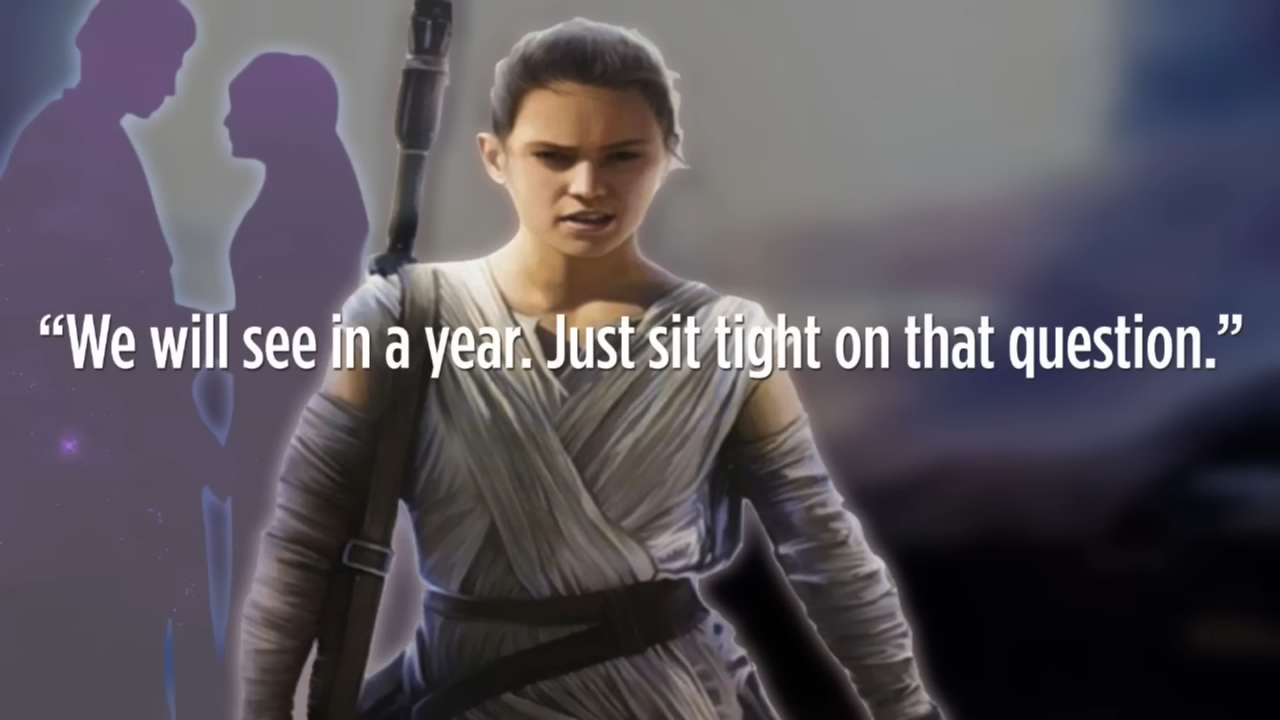 “We will see in a year. Just sit tight on that question.”